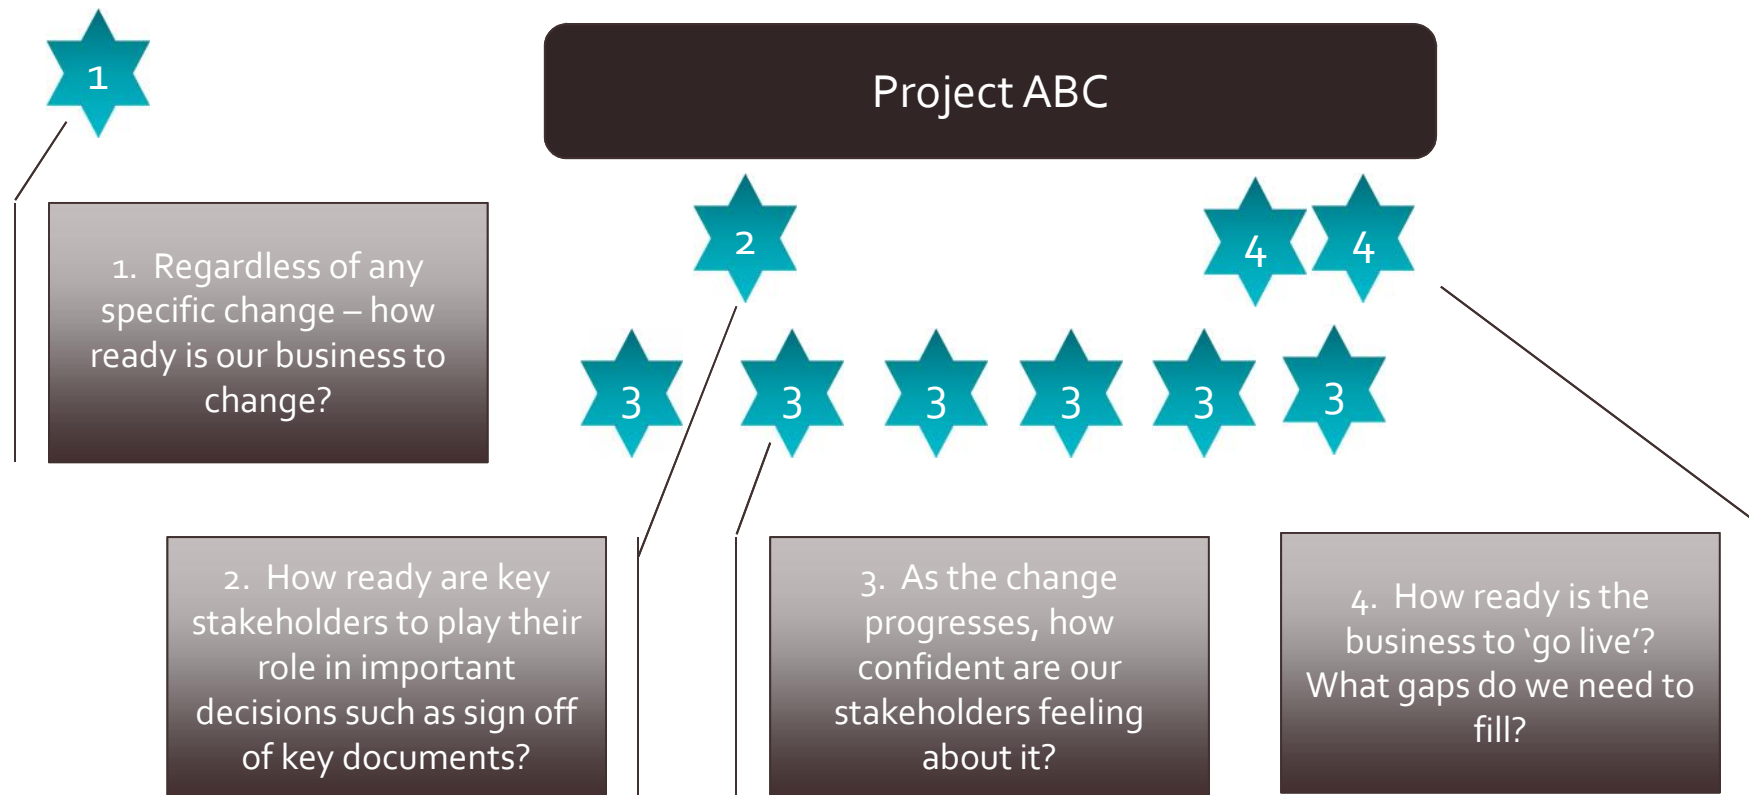 1
Project ABC
2
4
4
1. Regardless of any
specific change – how
ready is our business to
change?
3
3
3
3
3
3
2. How ready are key
stakeholders to play their
role in important
decisions such as sign off
of key documents?
3. As the change
progresses, how
confident are our
stakeholders feeling
about it?
4. How ready is the
business to ‘go live’?
What gaps do we need to
fill?